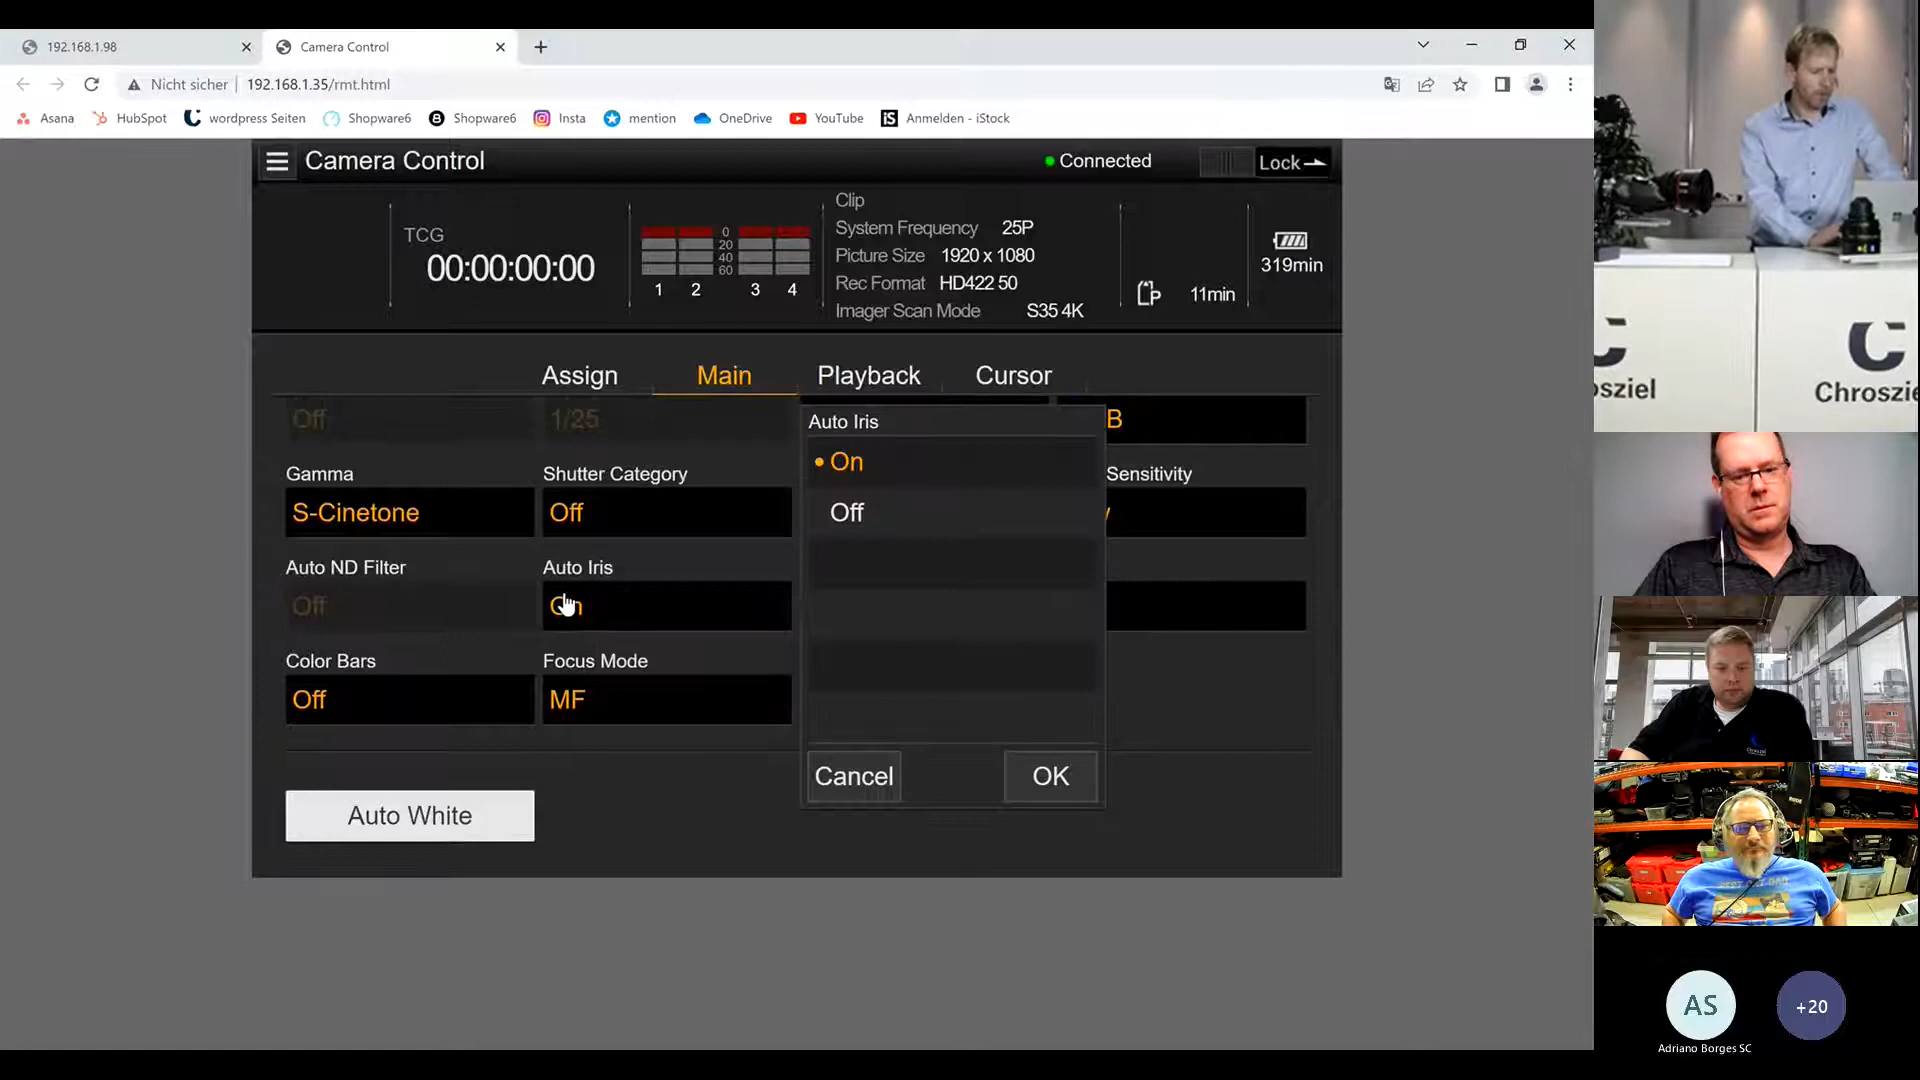 192.168.1.98
Camera Control
Nicht sicher
192.168.1.35/rmt.html
Asana
HubSpot
wordpress Seiten
Shopware6
Shopware6
Insta
mention
OneDrive
YouTube
iS
Anmelden - iStock
Camera Control
Connected
Lock
TCG
00:00:00:00
0
20
40
60
1 2 3 4
Clip
System Frequency 25P
Picture Size 1920 x 1080
Rec Format HD422 50
Imager Scan Mode S35 4K
11min
319min
Assign
Main
Playback
Cursor
Off
1/25
B
Gamma
S-Cinetone
Shutter Category
Off
Sensitivity
Auto ND Filter
Off
Auto Iris
On
Color Bars
Off
Focus Mode
MF
Auto Iris
On
Off
Cancel
OK
Auto White
osziel
Chroszie
AS
Adriano Borges SC
+20